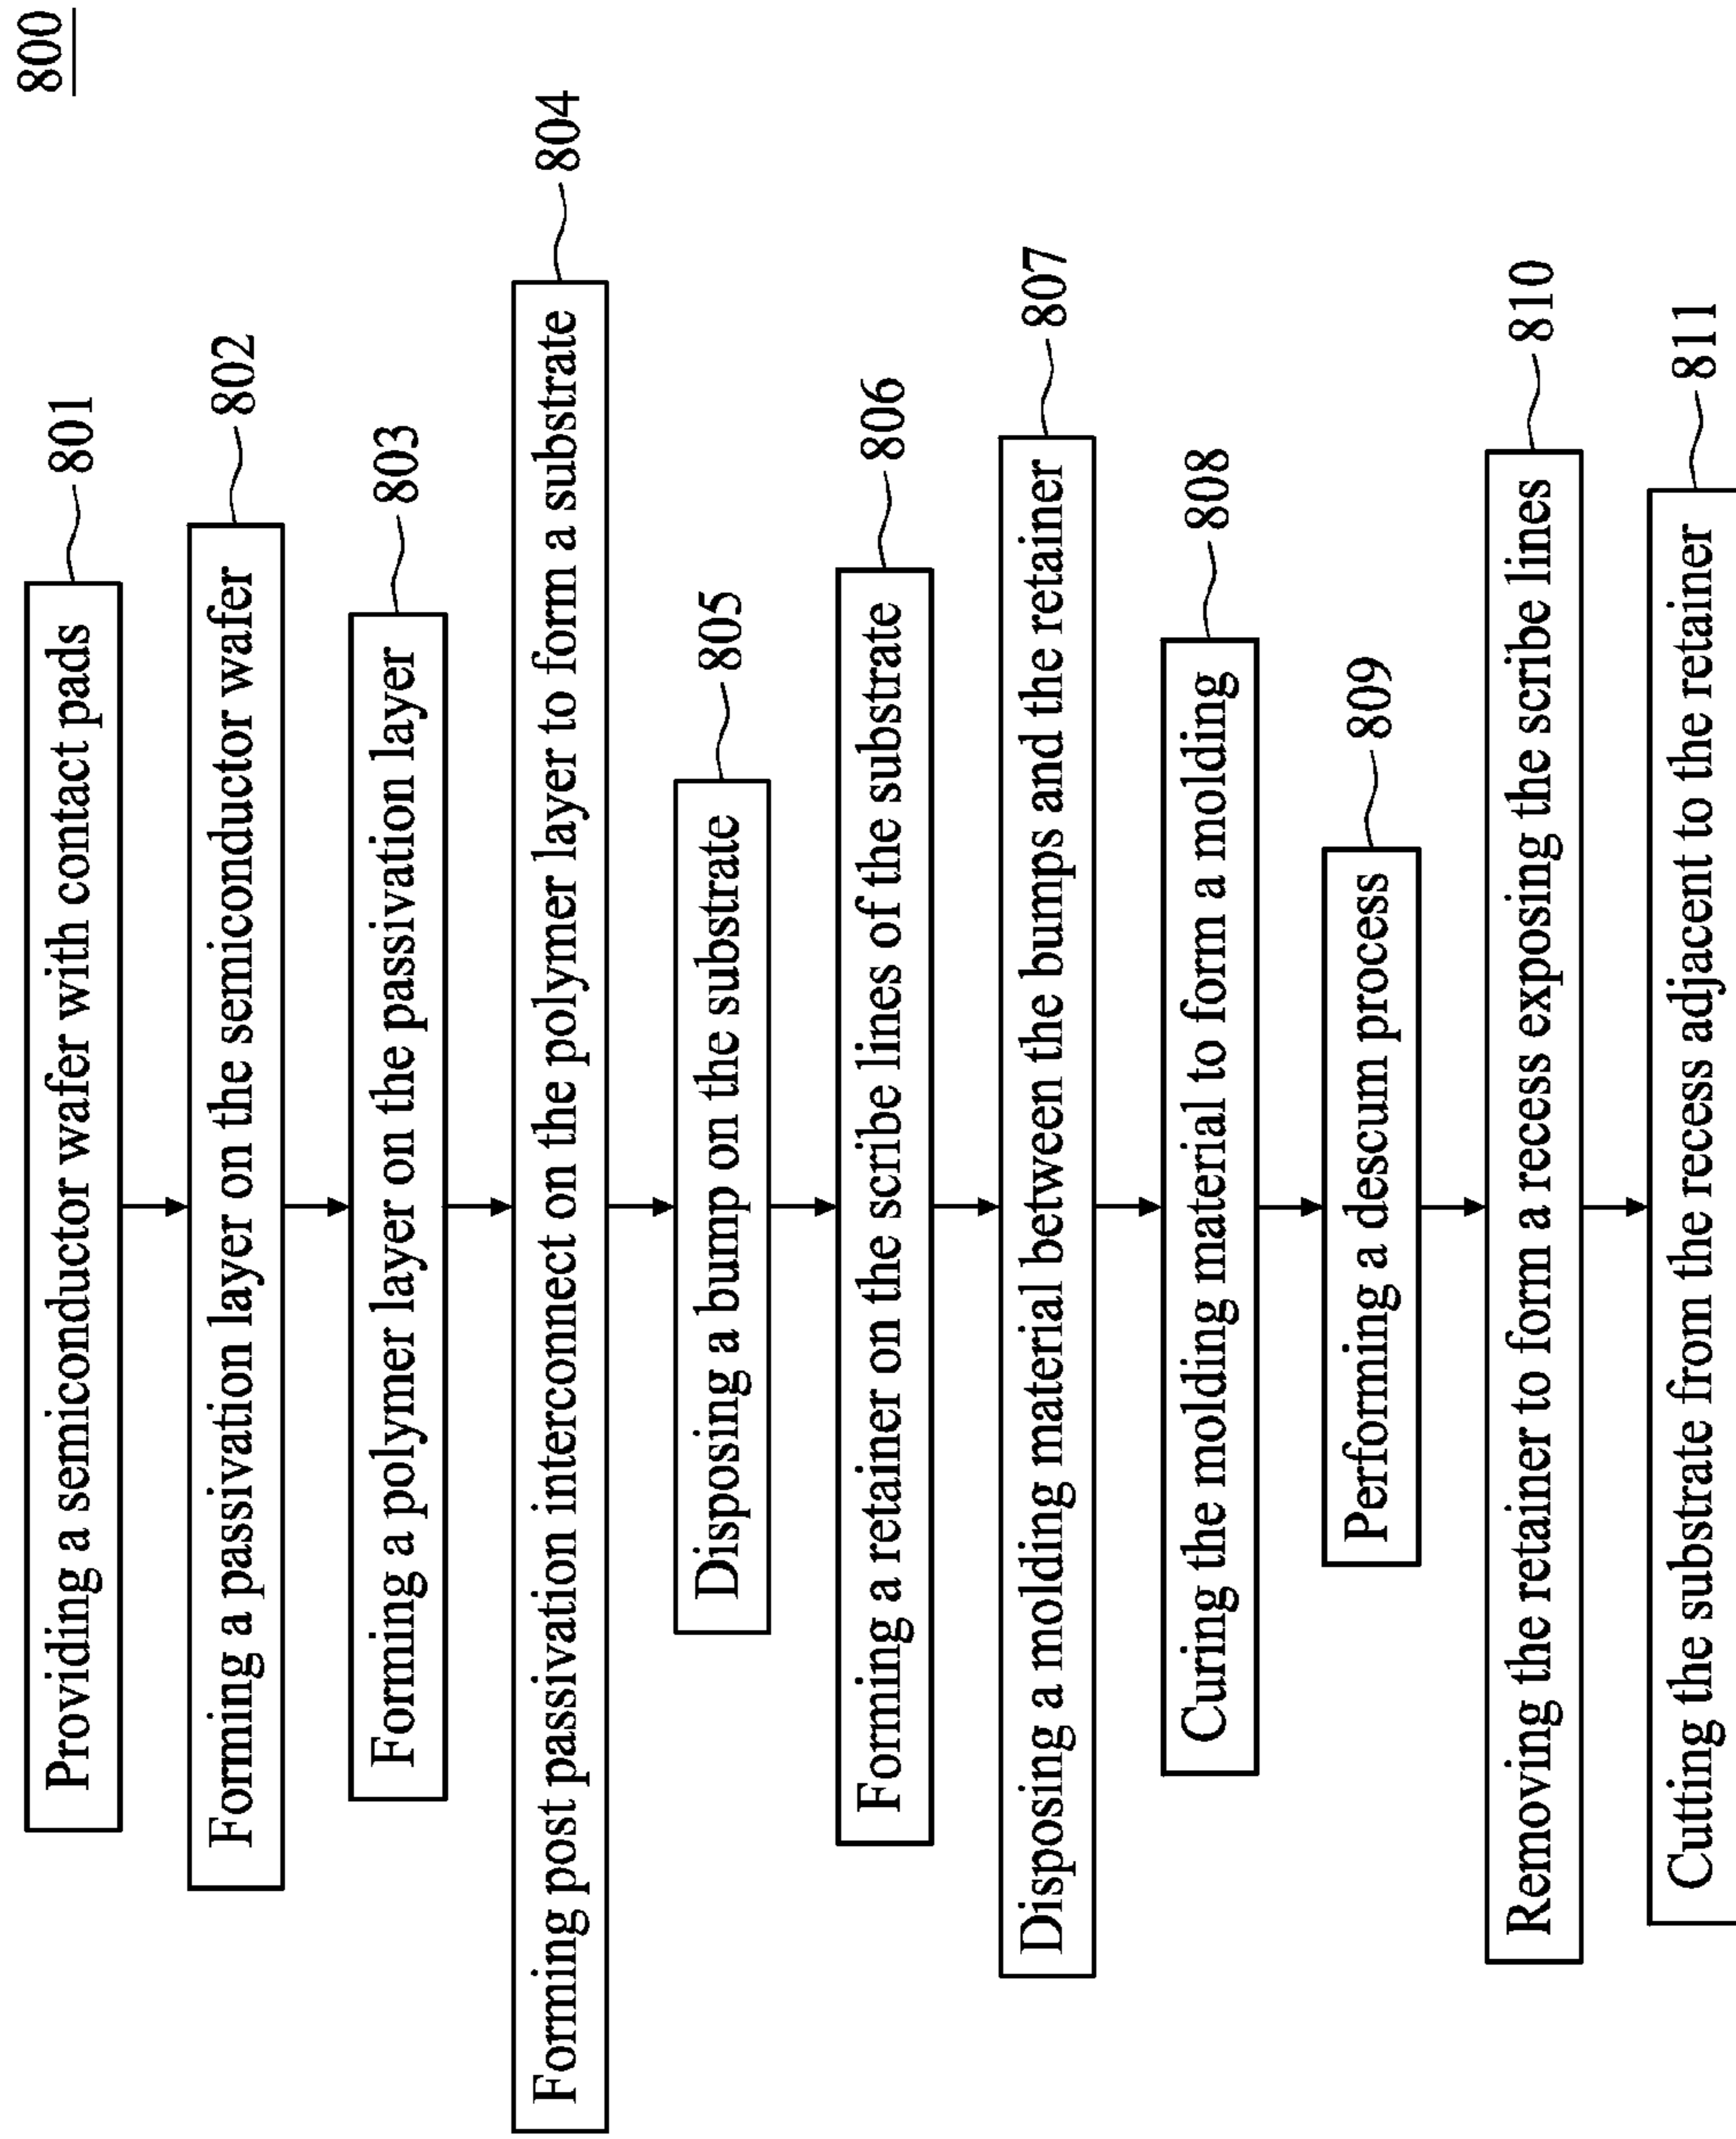 800
Providing a semiconductor wafer with contact pads 801
Forming a passivation layer on the semiconductor wafer 802
Forming a polymer layer on the passivation layer 803
Forming post passivation interconnect on the polymer layer to form a substrate 804
Disposing a bump on the substrate 805
Forming a retainer on the scribe lines of the substrate 806
Disposing a molding material between the bumps and the retainer 807
Curing the molding material to form a molding 808
Performing a descum process 809
Removing the retainer to form a recess exposing the scribe lines 810
Cutting the substrate from the recess adjacent to the retainer 811